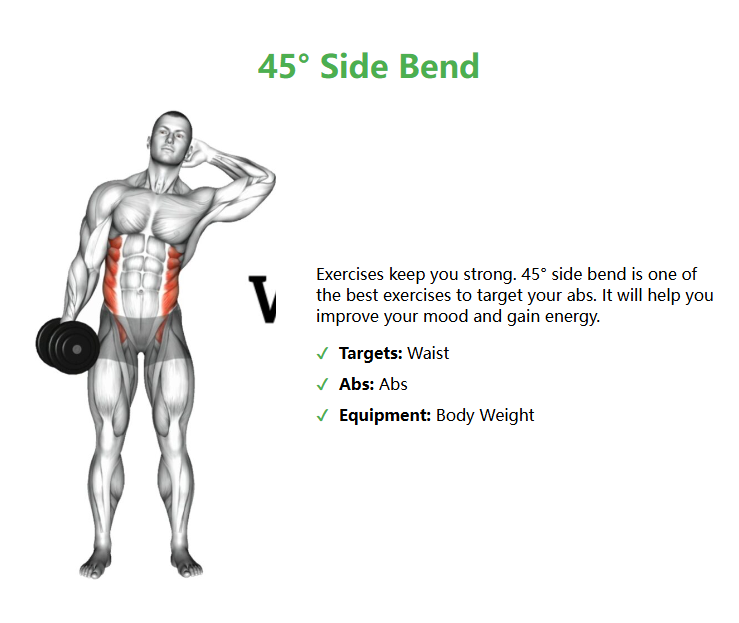 45° Side Bend
Exercises keep you strong. 45° side bend is one of
the best exercises to target your abs. It will help you
improve your mood and gain energy.
✓ Targets: Waist
✓ Abs: Abs
✓ Equipment: Body Weight